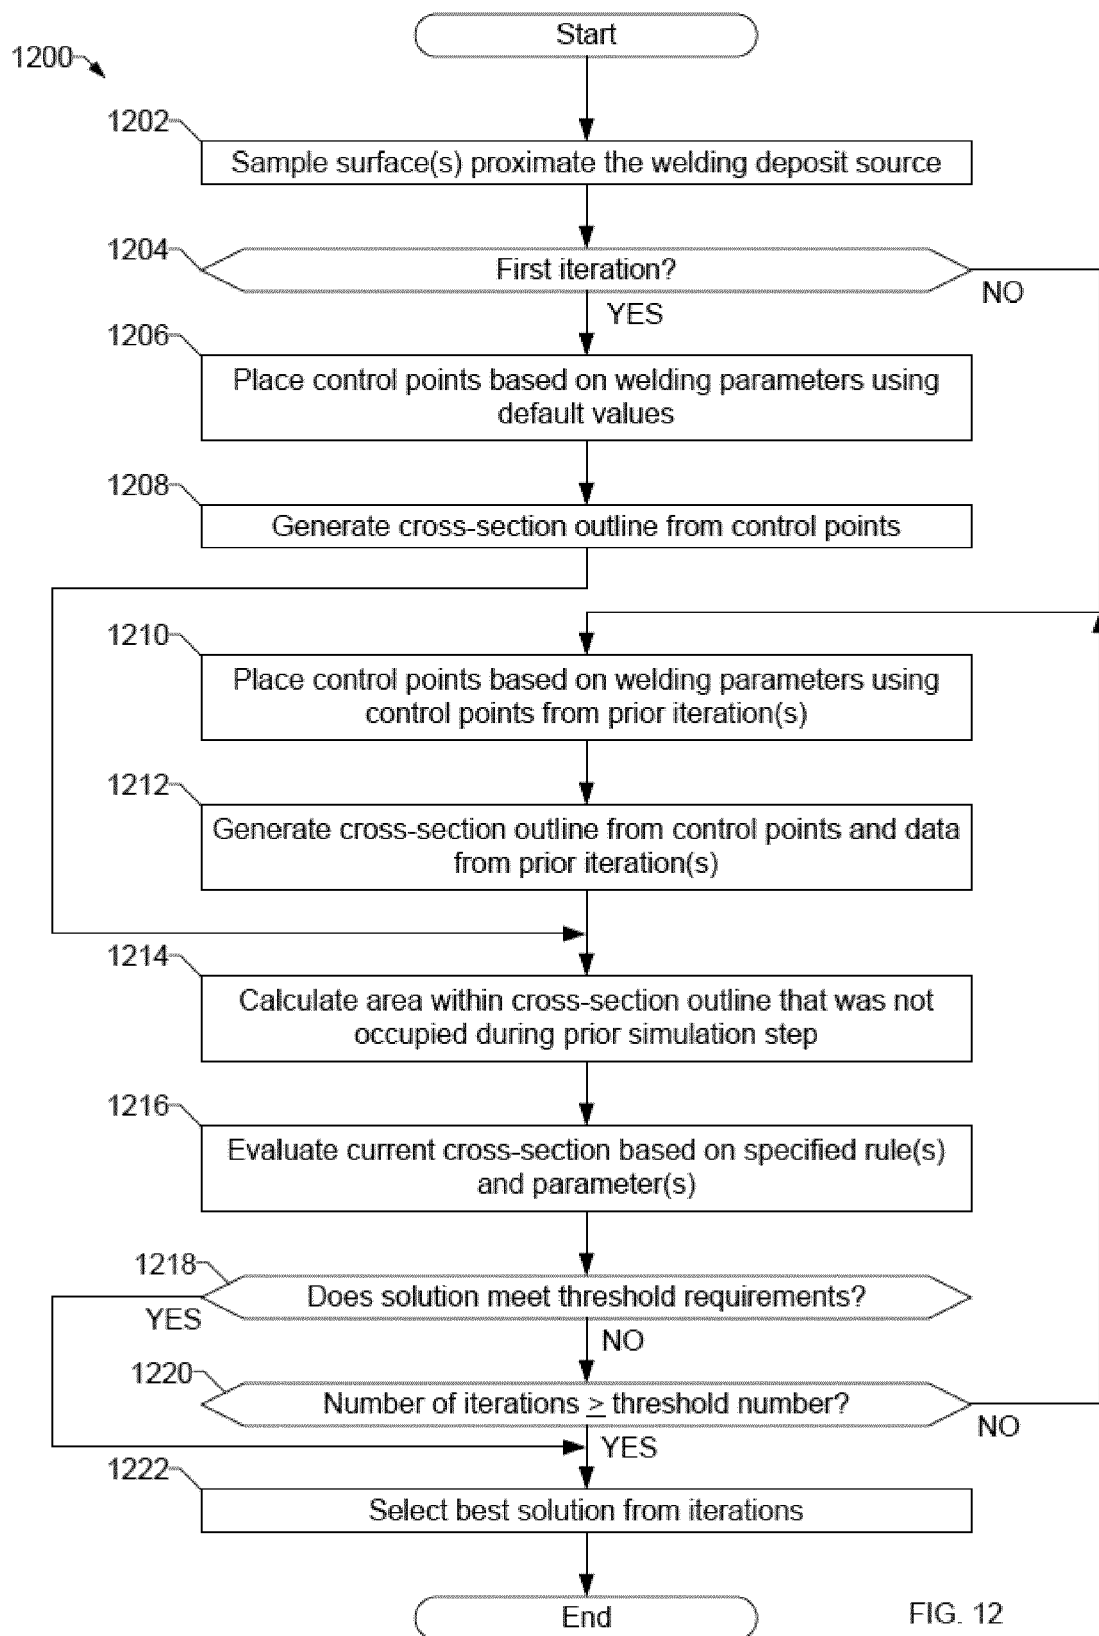 Start
1200
1202
Sample surface(s) proximate the welding deposit source
1204
First iteration?
NO
YES
1206
Place control points based on welding parameters using
default values
1208
Generate cross-section outline from control points
1210
Place control points based on welding parameters using
control points from prior iteration(s)
1212
Generate cross-section outline from control points and data
from prior iteration(s)
1214
Calculate area within cross-section outline that was not
occupied during prior simulation step
1216
Evaluate current cross-section based on specified rule(s)
and parameter(s)
1218
Does solution meet threshold requirements?
YES
NO
1220
Number of iterations ≥ threshold number?
NO
YES
1222
Select best solution from iterations
End
FIG. 12